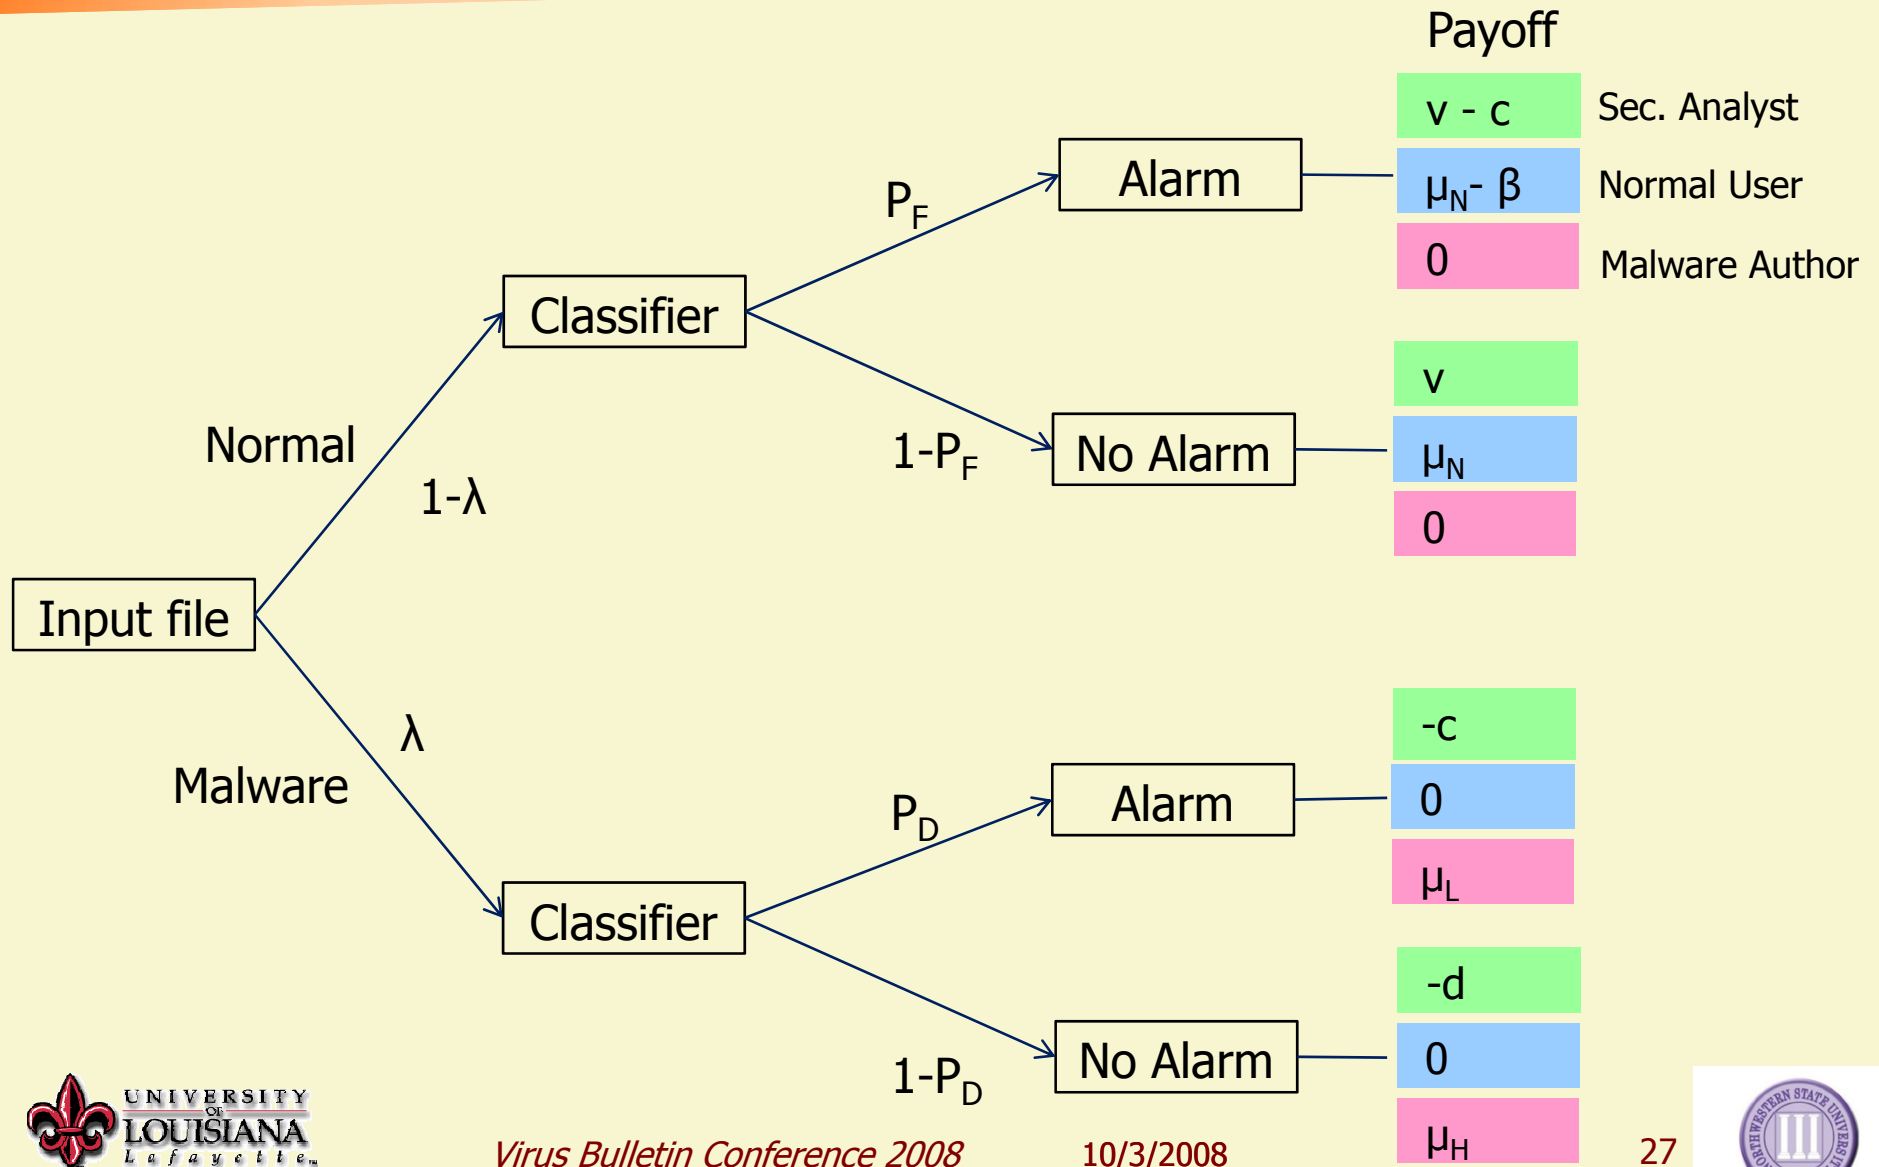 Payoff
v - c
Sec. Analyst
Alarm
P_F
μ_N- β
Normal User
0
Malware Author
Classifier
v
Normal
1-P_F
No Alarm
μ_N
1-λ
0
Input file
-c
λ
Malware
P_D
Alarm
0
μ_L
Classifier
-d
1-P_D
No Alarm
0
μ_H
UNIVERSITY
OF
LOUISIANA
Lafayette™
Virus Bulletin Conference 2008
10/3/2008
27